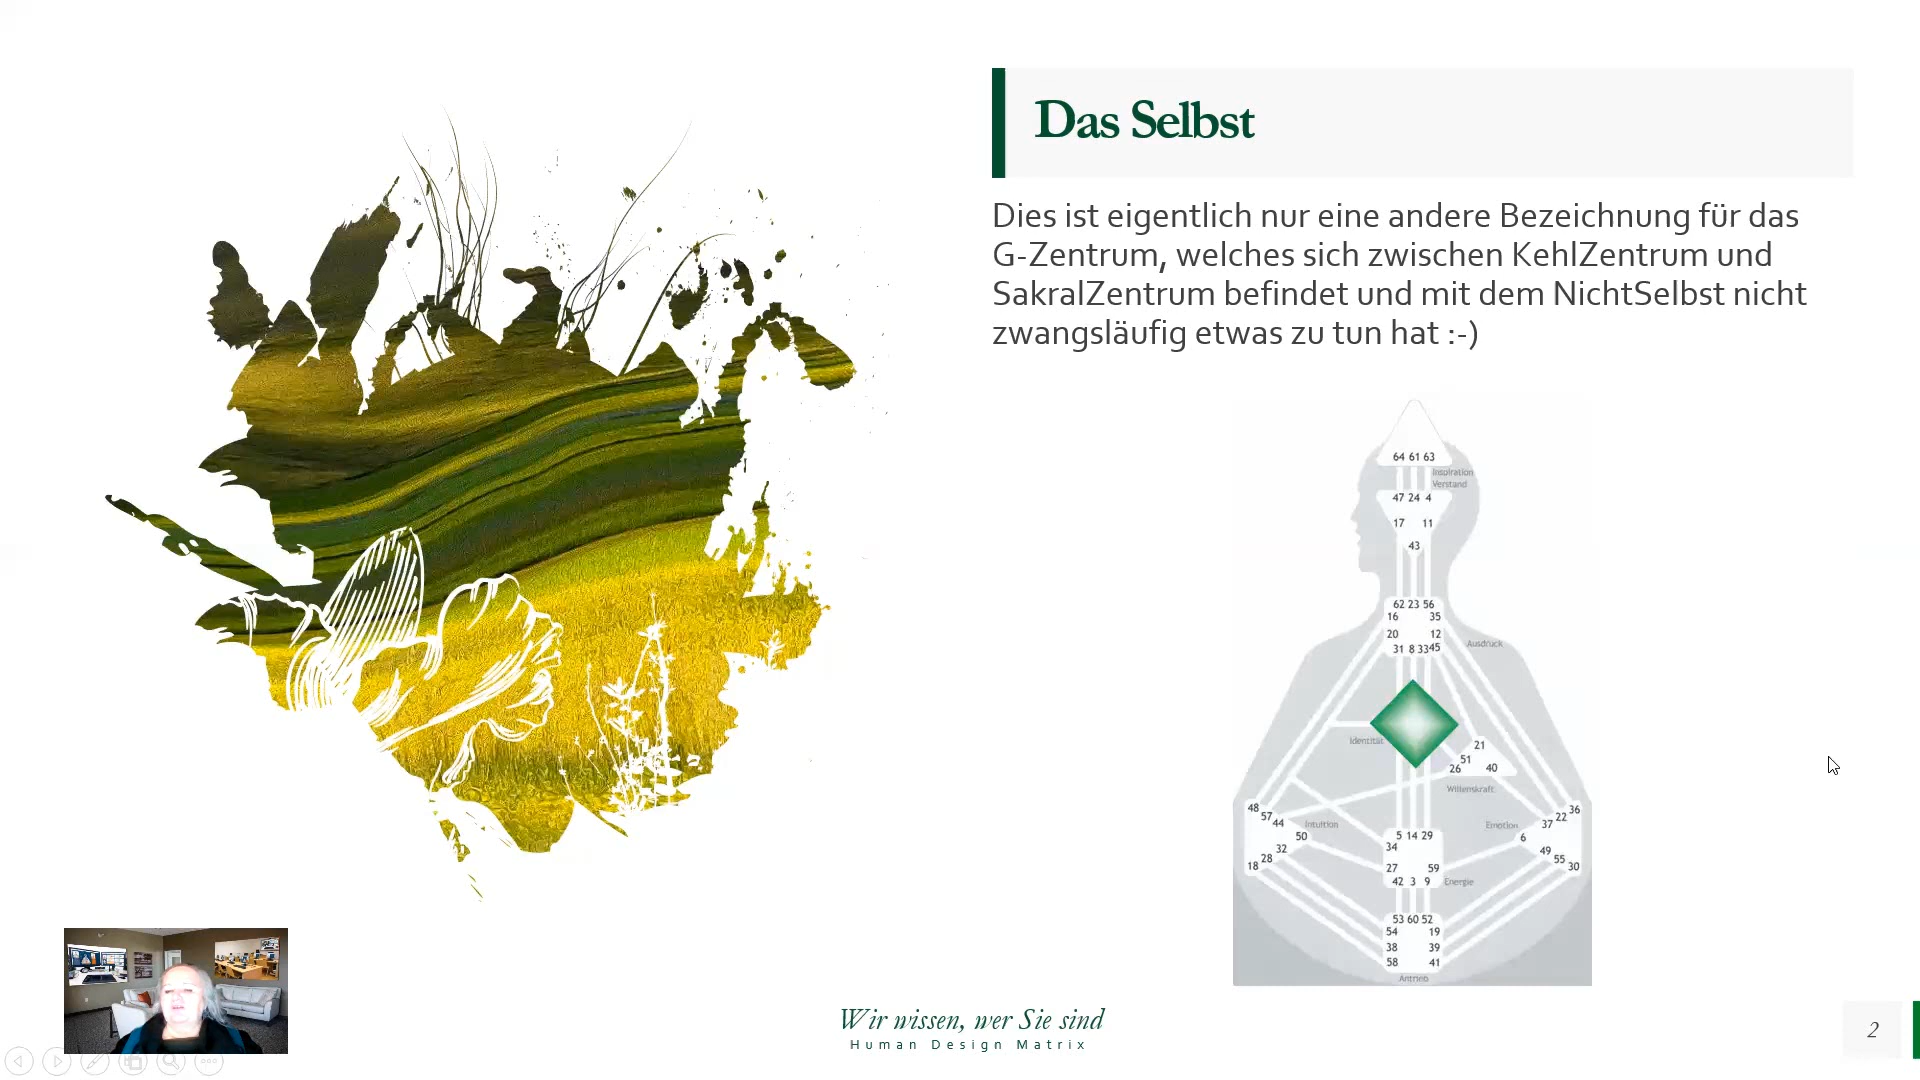 Das Selbst
Dies ist eigentlich nur eine andere Bezeichnung für das
G-Zentrum, welches sich zwischen KehlZentrum und
SakralZentrum befindet und mit dem NichtSelbst nicht
zwangsläufig etwas zu tun hat :-)
64 61 63
Inspiration
Verstand
47 24 4
17 11
43
62 23 56
16 35
20 12
31 8 33 45
Ausdruck
Identität
21
51
26 40
Willenskraft
48 36
57 22
44 37
Intuition Emotion
50 6
32 49
28 55
18 30
5 14 29
34
27 59
42 3 9
Energie
53 60 52
54 19
38 39
58 41
Antrieb
Wir wissen, wer Sie sind
Human Design Matrix
2